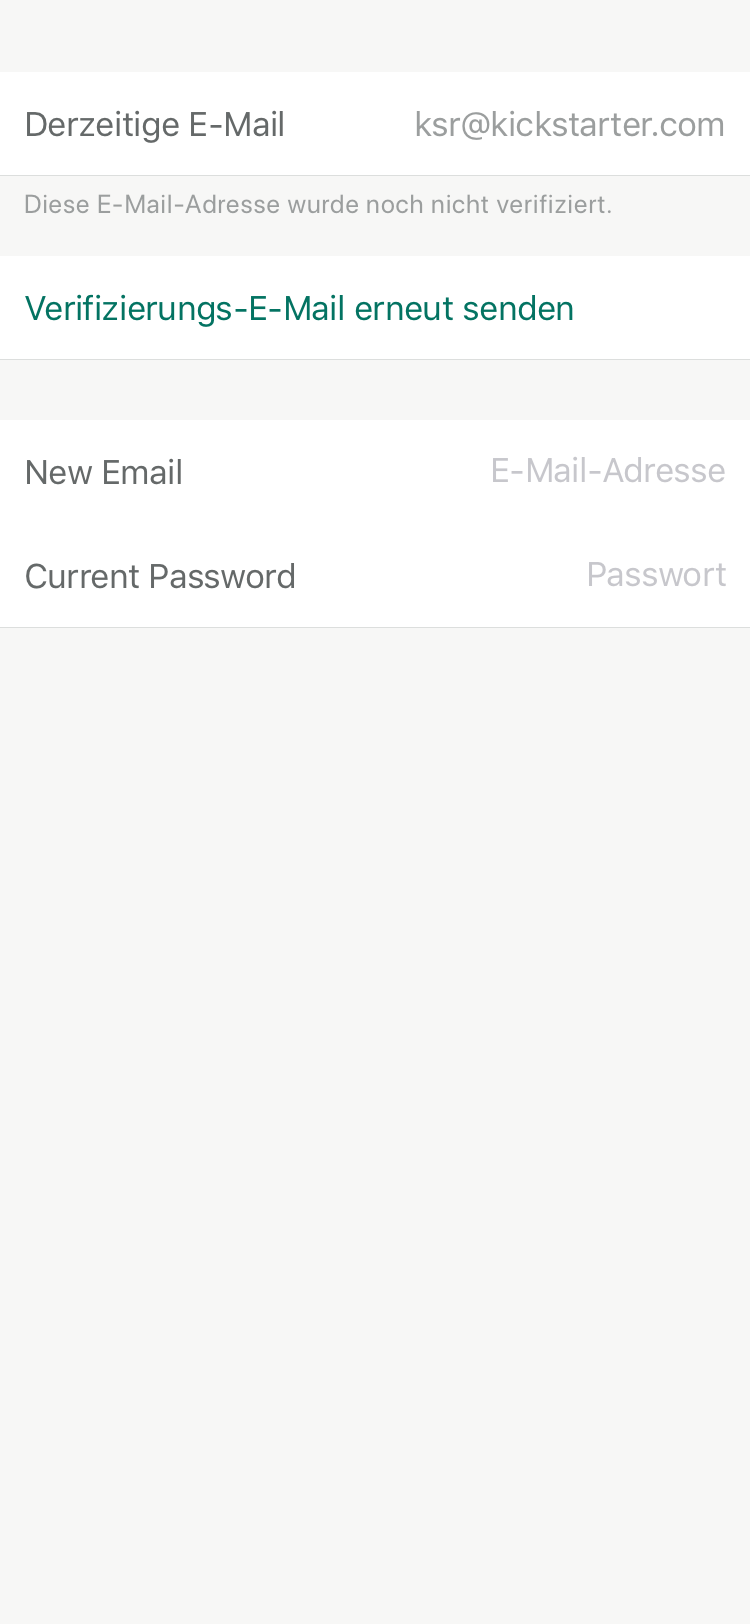 Derzeitige E-Mail ksr@kickstarter.com
Diese E-Mail-Adresse wurde noch nicht verifiziert.
Verifizierungs-E-Mail erneut senden
New Email E-Mail-Adresse
Current Password Passwort